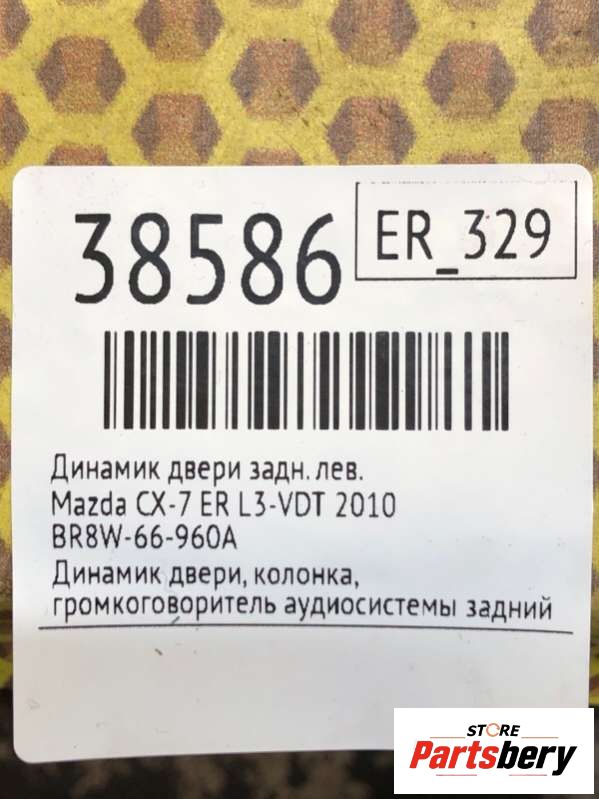 38586
ER_329
Динамик двери задн. лев.
Mazda CX-7 ER L3-VDT 2010
BR8W-66-960A
Динамик двери, колонка,
громкоговоритель аудиосистемы задний
STORE
Partsbery